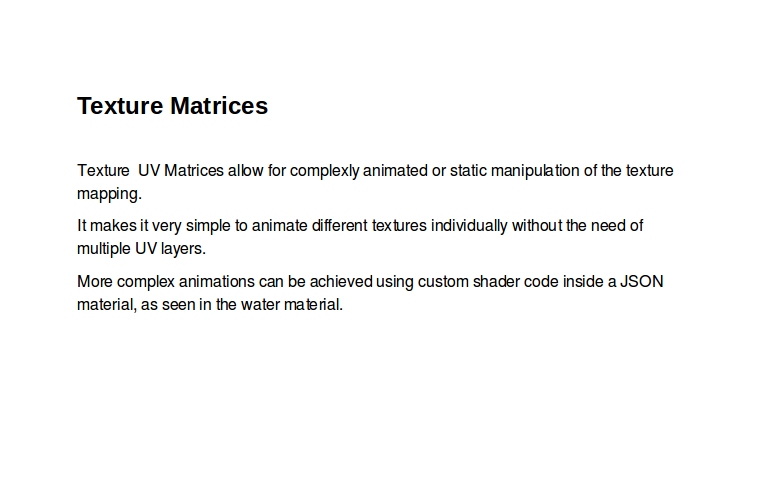 Texture Matrices
Texture  UV Matrices allow for complexly animated or static manipulation of the texture
mapping.
It makes it very simple to animate different textures individually without the need of
multiple UV layers.
More complex animations can be achieved using custom shader code inside a JSON
material, as seen in the water material.